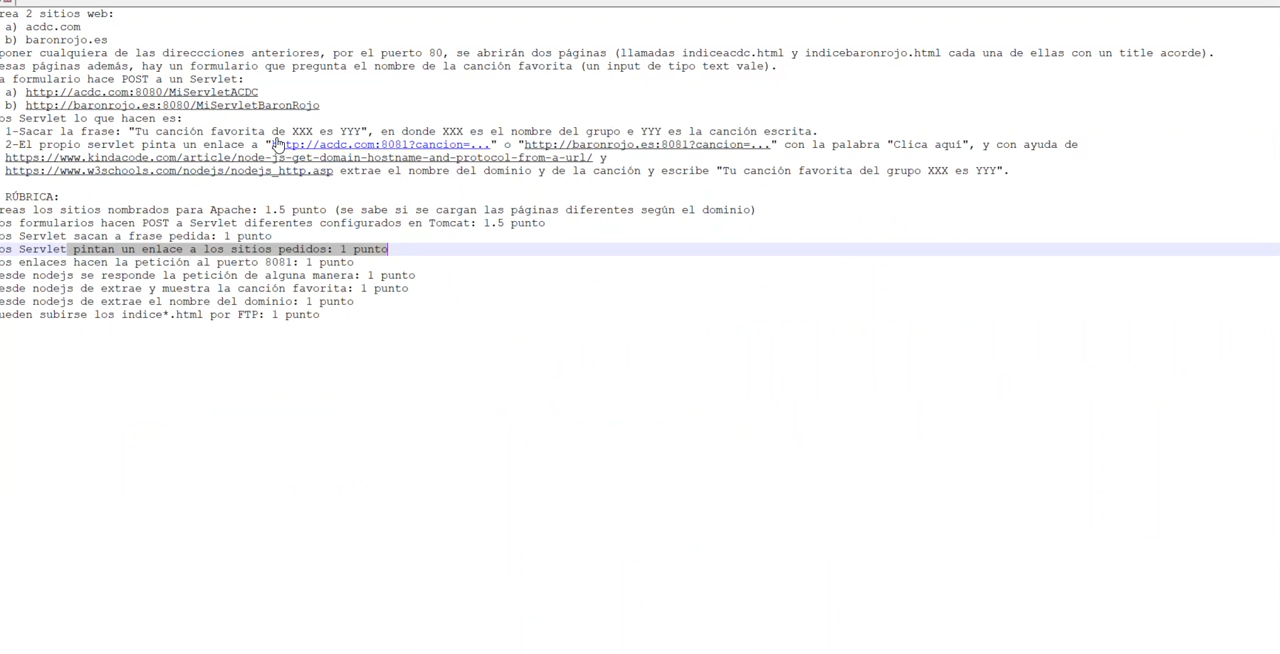 rea 2 sitios web:
a) acdc.com
b) baronrojo.es
poner cualquiera de las direccciones anteriores, por el puerto 80, se abrirán dos páginas (llamadas indiceacdc.html y indicebaronrojo.html cada una de ellas con un title acorde).
esas páginas además, hay un formulario que pregunta el nombre de la canción favorita (un input de tipo text vale).
a formulario hace POST a un Servlet:
a) http://acdc.com:8080/MiServletACDC
b) http://baronrojo.es:8080/MiServletBaronRojo
os Servlet lo que hacen es:
1-Sacar la frase: "Tu canción favorita de XXX es YYY", en donde XXX es el nombre del grupo e YYY es la canción escrita.
2-El propio servlet pinta un enlace a "http://acdc.com:8081?cancion=..." o "http://baronrojo.es:8081?cancion=..." con la palabra "Clica aquí", y con ayuda de
https://www.kindacode.com/article/node-js-get-domain-hostname-and-protocol-from-a-url/ y
https://www.w3schools.com/nodejs/nodejs_http.asp extrae el nombre del dominio y de la canción y escribe "Tu canción favorita del grupo XXX es YYY".
RÚBRICA:
reas los sitios nombrados para Apache: 1.5 punto (se sabe si se cargan las páginas diferentes según el dominio)
os formularios hacen POST a Servlet diferentes configurados en Tomcat: 1.5 punto
os Servlet sacan a frase pedida: 1 punto
os Servlet pintan un enlace a los sitios pedidos: 1 punto
os enlaces hacen la petición al puerto 8081: 1 punto
esde nodejs se responde la petición de alguna manera: 1 punto
esde nodejs de extrae y muestra la canción favorita: 1 punto
esde nodejs de extrae el nombre del dominio: 1 punto
ueden subirse los indice*.html por FTP: 1 punto